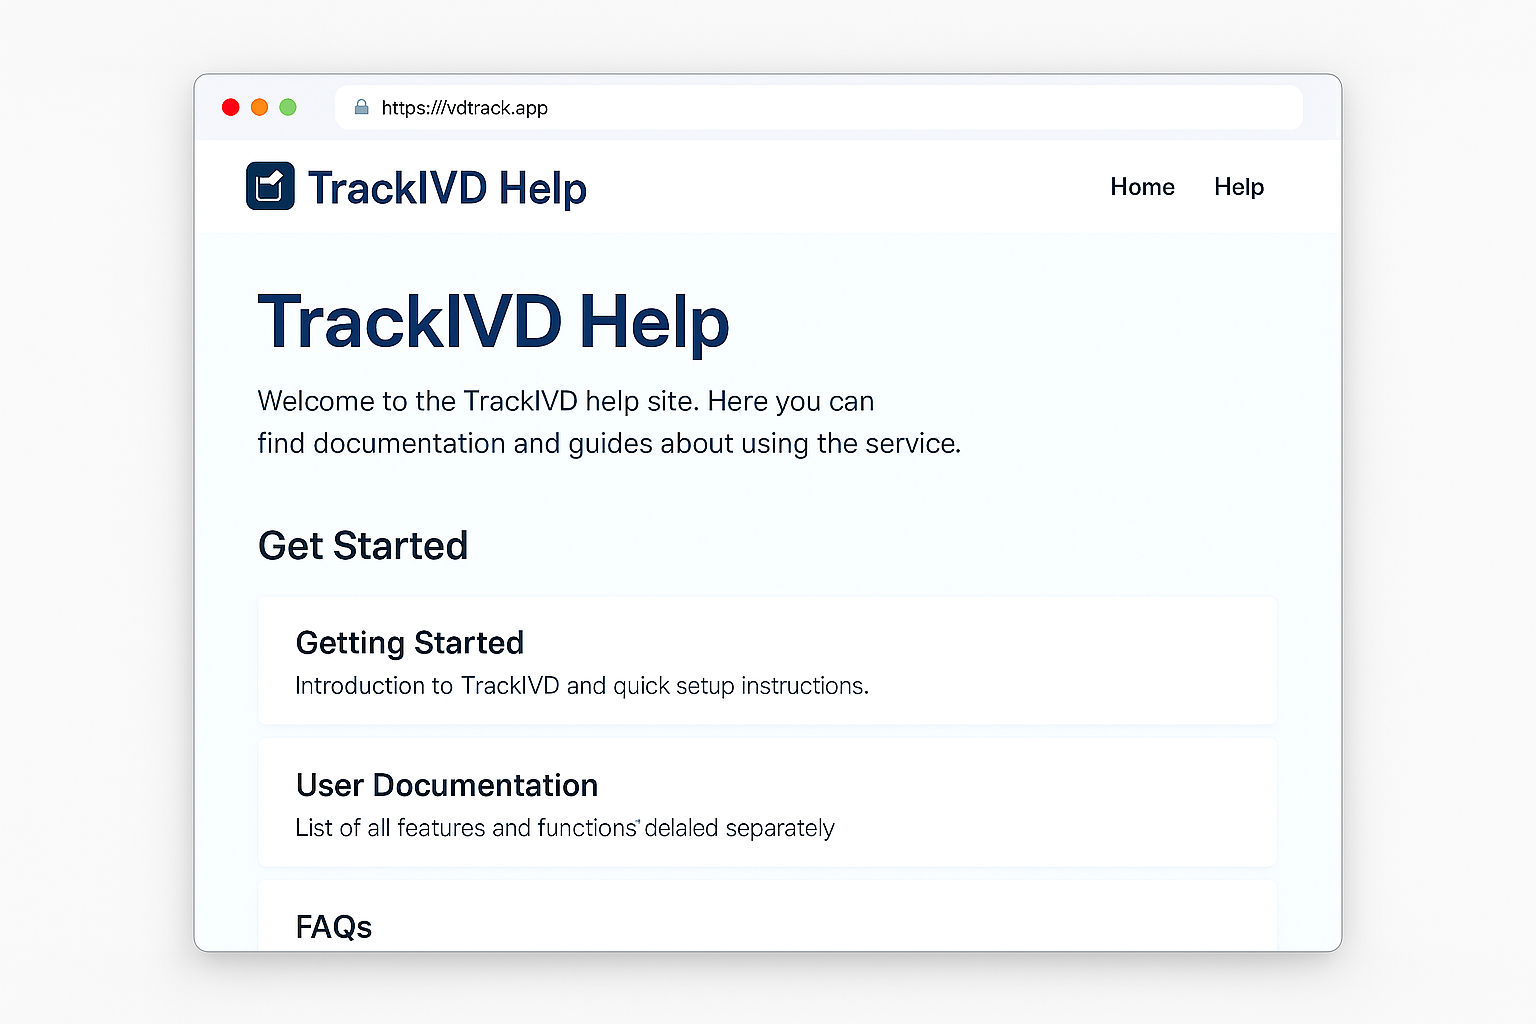 https:///vdtrack.app
TrackIVD Help
Home
Help
TrackIVD Help
Welcome to the TrackIVD help site. Here you can
find documentation and guides about using the service.
Get Started
Getting Started
Introduction to TrackIVD and quick setup instructions.
User Documentation
List of all features and functions delaled separately
FAQs